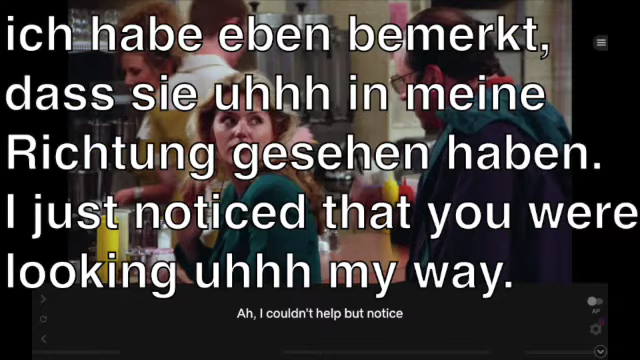 ich habe eben bemerkt,
dass sie uhhh in meine
Richtung gesehen haben.
I just noticed that you were
looking uhhh my way.
Ah, I couldn't help but notice
AP